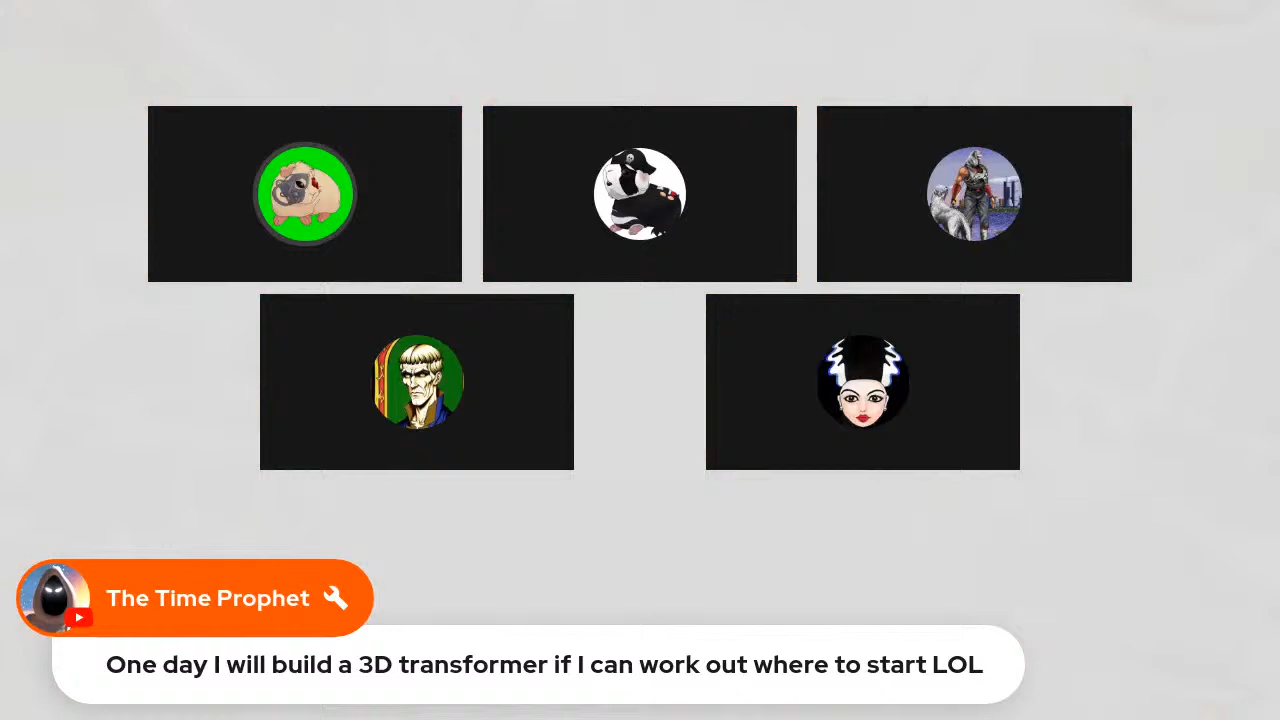 The Time Prophet
One day I will build a 3D transformer if I can work out where to start LOL